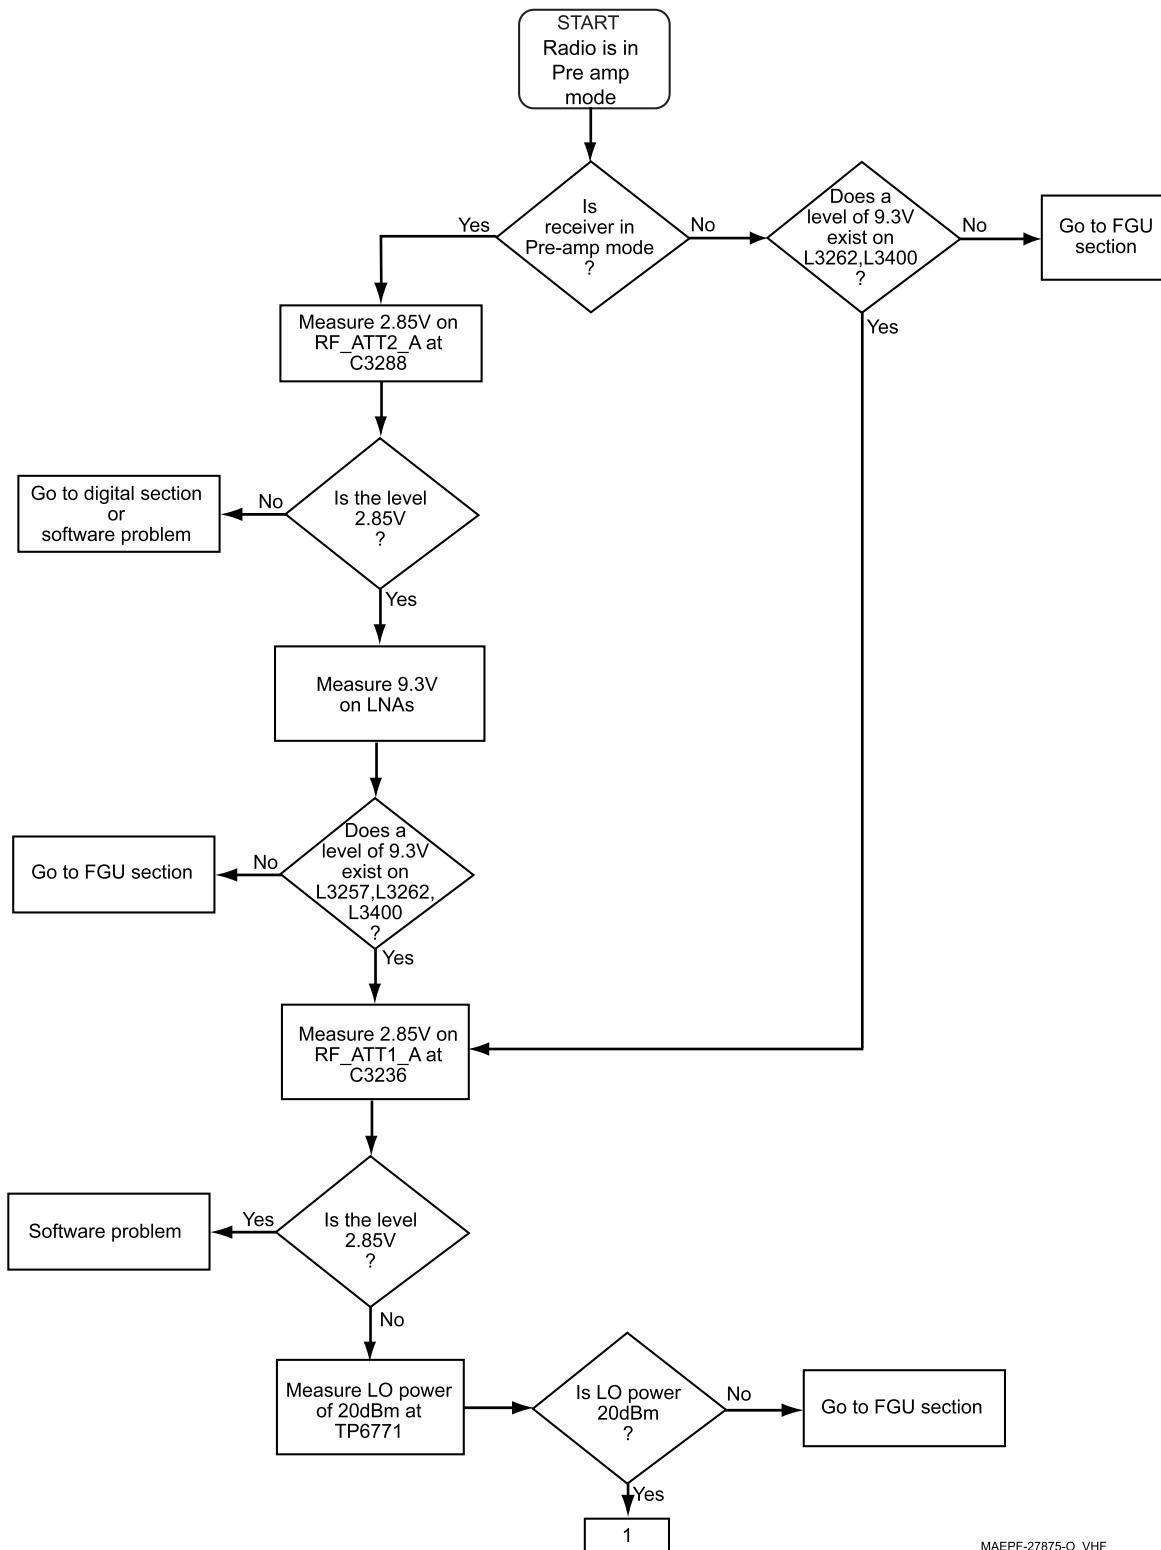 START
Radio is in
Pre amp
mode
Is
receiver in
Pre-amp mode
?
Yes
No
Does a
level of 9.3V
exist on
L3262,L3400
?
No
Go to FGU
section
Yes
Measure 2.85V on
RF_ATT2_A at
C3288
Is the level
2.85V
?
No
Go to digital section
or
software problem
Yes
Measure 9.3V
on LNAs
Does a
level of 9.3V
exist on
L3257,L3262,
L3400
?
No
Go to FGU section
Yes
Measure 2.85V on
RF_ATT1_A at
C3236
Is the level
2.85V
?
Yes
Software problem
No
Measure LO power
of 20dBm at
TP6771
Is LO power
20dBm
?
No
Go to FGU section
Yes
1
MAEPF-27875-O_VHF